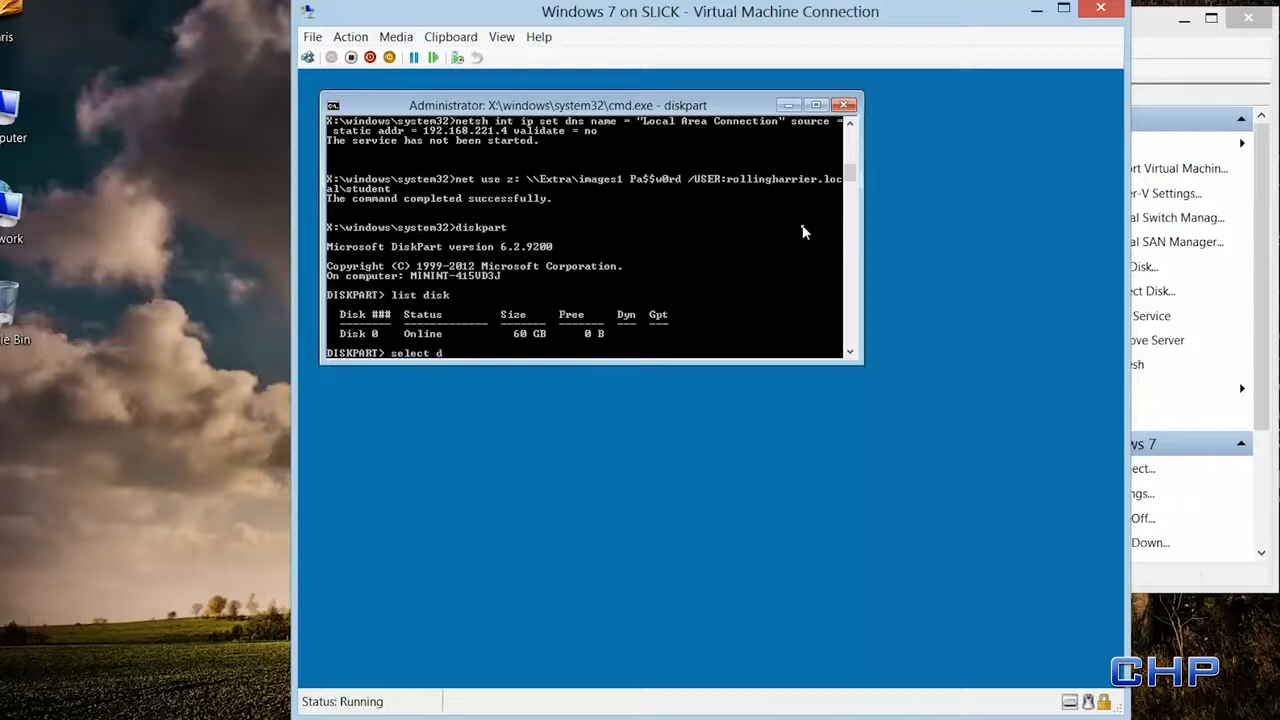 Windows 7 on SLICK - Virtual Machine Connection
File Action Media Clipboard View Help
Administrator: X:\windows\system32\cmd.exe - diskpart
X:\windows\system32>netsh int ip set dns name = "Local Area Connection" source =
static addr = 192.168.221.4 validate = no
The service has not been started.
X:\windows\system32>net use z: \\Extra\images1 Pa$$w0rd /USER:rollingharrier.loc
al\student
The command completed successfully.
X:\windows\system32>diskpart
Microsoft DiskPart version 6.2.9200
Copyright (C) 1999-2012 Microsoft Corporation.
On computer: MININT-415VD3J
DISKPART> list disk
Disk ### Status Size Free Dyn Gpt
Disk 0 Online 60 GB 0 B
DISKPART> select d
ris
puter
work
le Bin
ort Virtual Machin...
er-V Settings...
ual Switch Manag...
ual SAN Manager...
Disk...
ect Disk...
Service
ove Server
esh
ws 7
ect...
ngs...
Off...
Down...
Status: Running
CHP